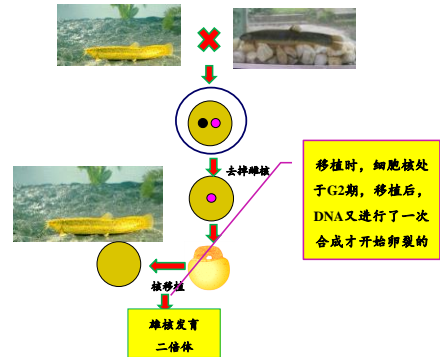 去掉雌核
移植时，细胞核处
于G2期，移植后，
DNA又进行了一次
合成才开始卵裂的
核移植
雄核发育
二倍体